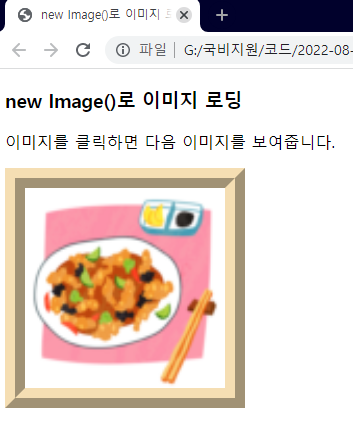 new Image()로 이미지
파일 | G:/국비지원/코드/2022-08-
new Image()로 이미지 로딩
이미지를 클릭하면 다음 이미지를 보여줍니다.